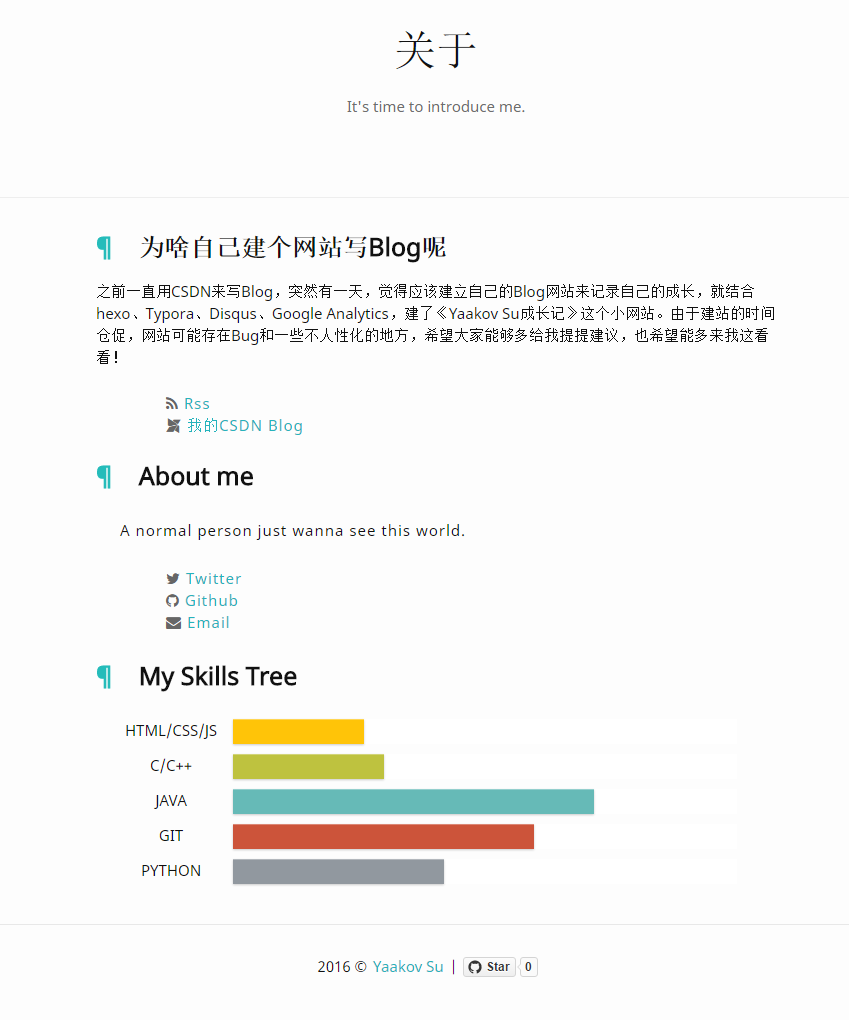 关于
It's time to introduce me.
¶ 为啥自己建个网站写Blog呢
之前一直用CSDN来写Blog，突然有一天，觉得应该建立自己的Blog网站来记录自己的成长，就结合
hexo、Typora、Disqus、Google Analytics，建了《Yaakov Su成长记》这个小网站。由于建站的时间
仓促，网站可能存在Bug和一些不人性化的地方，希望大家能够多给我提提建议，也希望能多来我这看
看！
Rss
我的CSDN Blog
¶ About me
A normal person just wanna see this world.
Twitter
Github
Email
¶ My Skills Tree
HTML/CSS/JS
C/C++
JAVA
GIT
PYTHON
2016 © Yaakov Su | Star 0